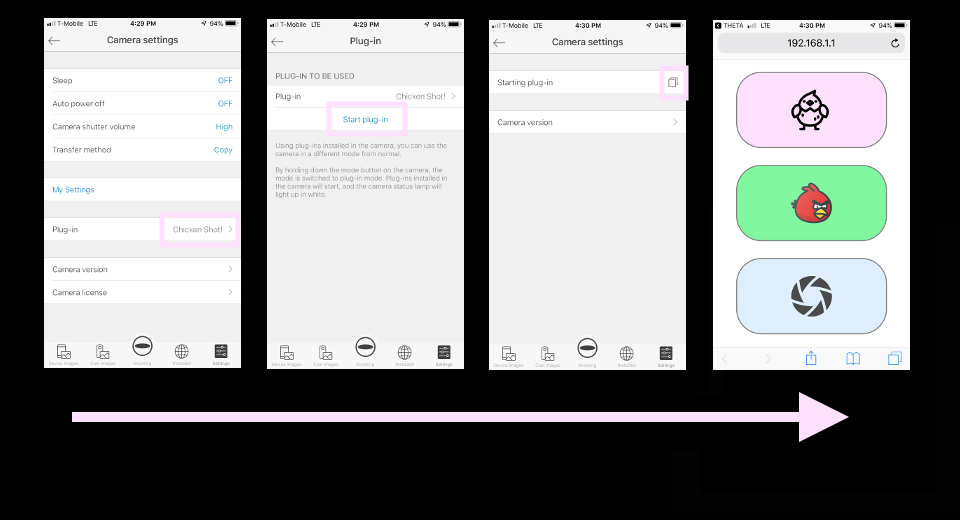 T-Mobile LTE 4:29 PM 94%
Camera settings
Sleep OFF
Auto power off OFF
Camera shutter volume High
Transfer method Copy
My Settings
Plug-in Chicken Shot!
Camera version
Camera license
Device images Cam images Shooting theta360 Settings
T-Mobile LTE 4:29 PM 94%
Plug-in
PLUG-IN TO BE USED
Plug-in Chicken Shot!
Start plug-in
Using plug-ins installed in the camera, you can use the
camera in a different mode from normal.
By holding down the mode button on the camera, the
mode is switched to plug-in mode. Plug-ins installed in
the camera will start, and the camera status lamp will
light up in white.
Device images Cam images Shooting theta360 Settings
T-Mobile LTE 4:30 PM 94%
Camera settings
Starting plug-in
Camera version
Device images Cam images Shooting theta360 Settings
THETA LTE 4:30 PM 94%
192.168.1.1